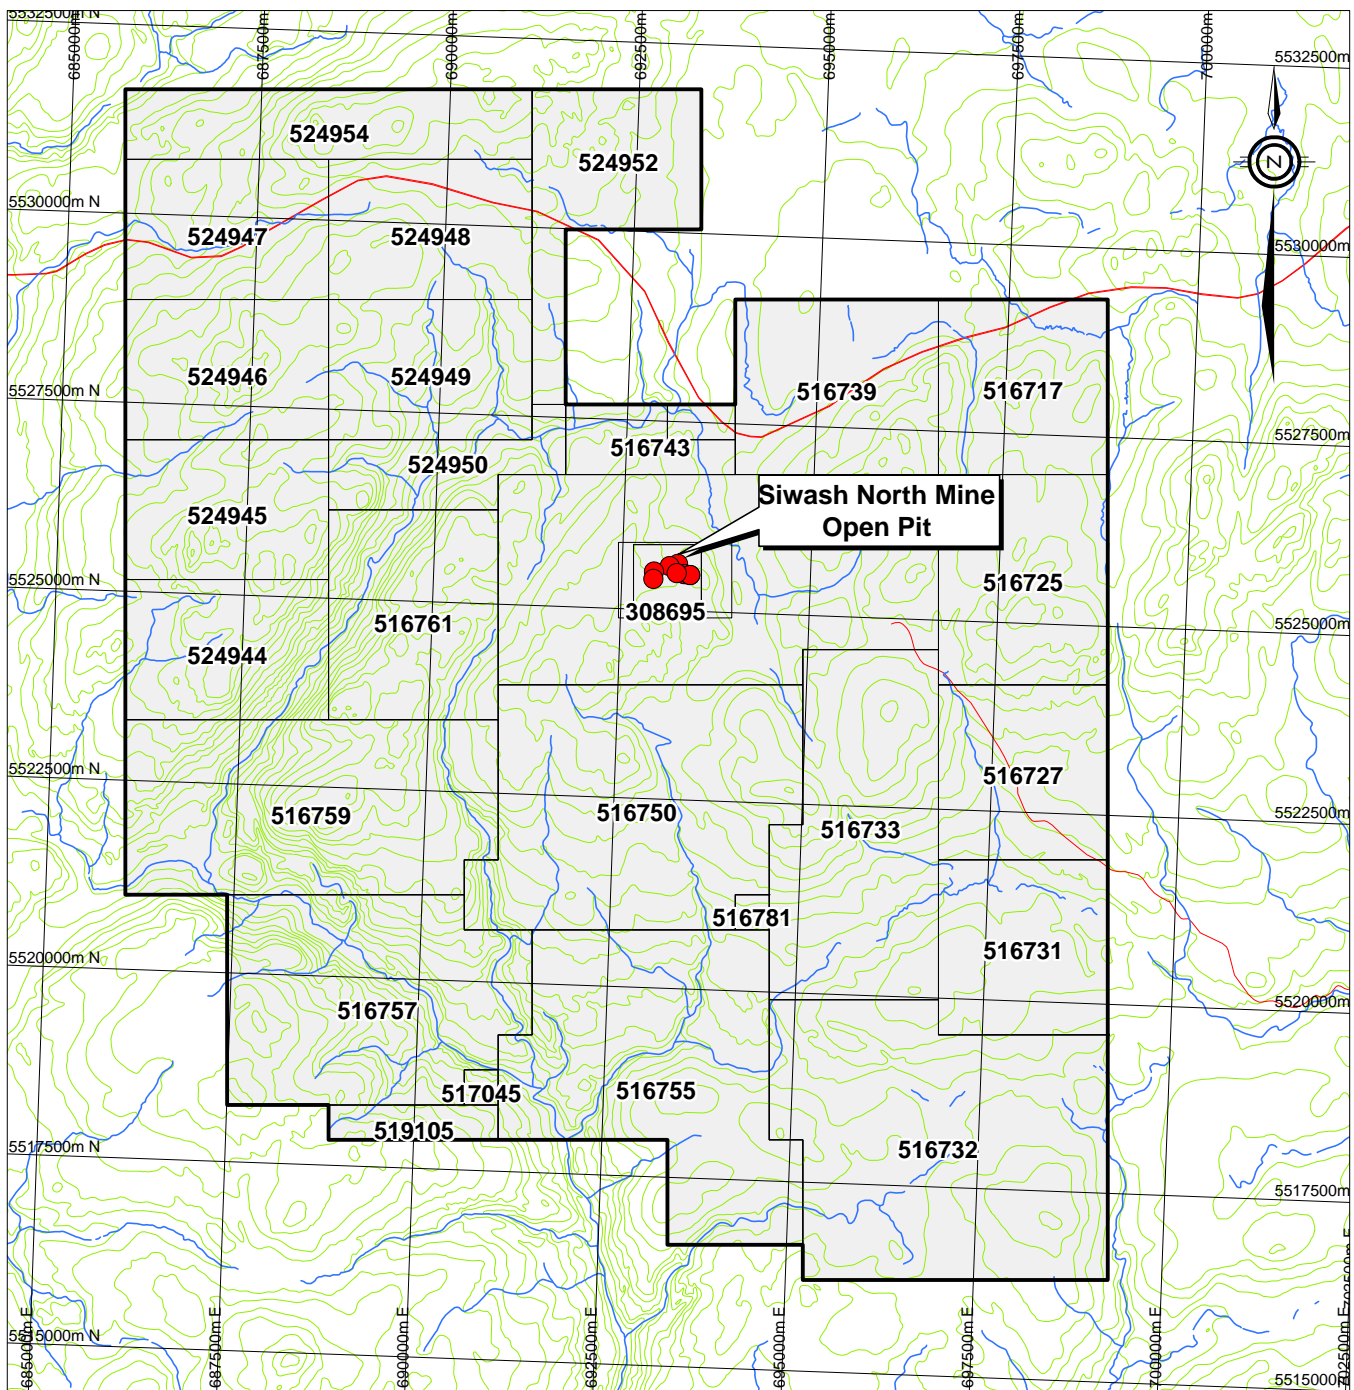 5532500m N
685000m E
687500m E
690000m E
692500m E
695000m E
697500m E
700000m E
5532500m
524954
524952
N
5530000m N
524947
524948
5530000m
524946
524949
516739
516717
5527500m N
5527500m
524950
516743
524945
Siwash North Mine
Open Pit
516725
5525000m N
308695
516761
5525000m
524944
5522500m N
516727
516759
516750
516733
5522500m
516781
516731
5520000m N
516757
5520000m
517045
516755
519105
5517500m N
516732
5517500m
5515000m N
685000m E
687500m E
690000m E
692500m E
695000m E
697500m E
700000m E
702500m E
5515000m